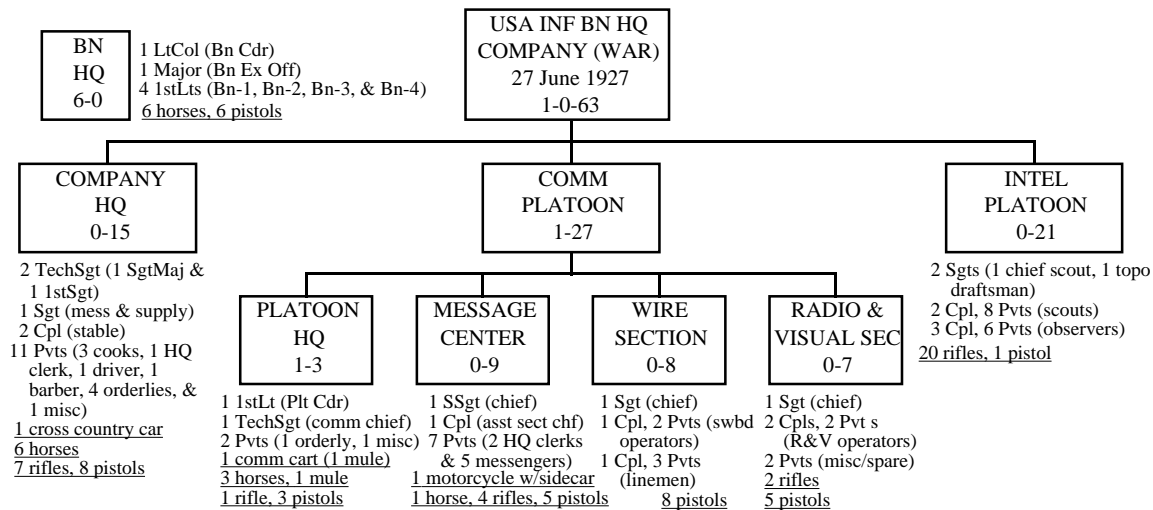 BN
HQ
6-0
1 LtCol (Bn Cdr)
1 Major (Bn Ex Off)
4 1stLts (Bn-1, Bn-2, Bn-3, & Bn-4)
6 horses, 6 pistols
USA INF BN HQ
COMPANY (WAR)
27 June 1927
1-0-63
COMPANY
HQ
0-15
2 TechSgt (1 SgtMaj &
1 1stSgt)
1 Sgt (mess & supply)
2 Cpl (stable)
11 Pvts (3 cooks, 1 HQ
clerk, 1 driver, 1
barber, 4 orderlies, &
1 misc)
1 cross country car
6 horses
7 rifles, 8 pistols
COMM
PLATOON
1-27
PLATOON
HQ
1-3
1 1stLt (Plt Cdr)
1 TechSgt (comm chief)
2 Pvts (1 orderly, 1 misc)
1 comm cart (1 mule)
3 horses, 1 mule
1 rifle, 3 pistols
MESSAGE
CENTER
0-9
1 SSgt (chief)
1 Cpl (asst sect chf)
7 Pvts (2 HQ clerks
& 5 messengers)
1 motorcycle w/sidecar
1 horse, 4 rifles, 5 pistols
WIRE
SECTION
0-8
1 Sgt (chief)
1 Cpl, 2 Pvts (swbd
operators)
1 Cpl, 3 Pvts
(linemen)
8 pistols
RADIO &
VISUAL SEC
0-7
1 Sgt (chief)
2 Cpls, 2 Pvt s
(R&V operators)
2 Pvts (misc/spare)
2 rifles
5 pistols
INTEL
PLATOON
0-21
2 Sgts (1 chief scout, 1 topo
draftsman)
2 Cpl, 8 Pvts (scouts)
3 Cpl, 6 Pvts (observers)
20 rifles, 1 pistol